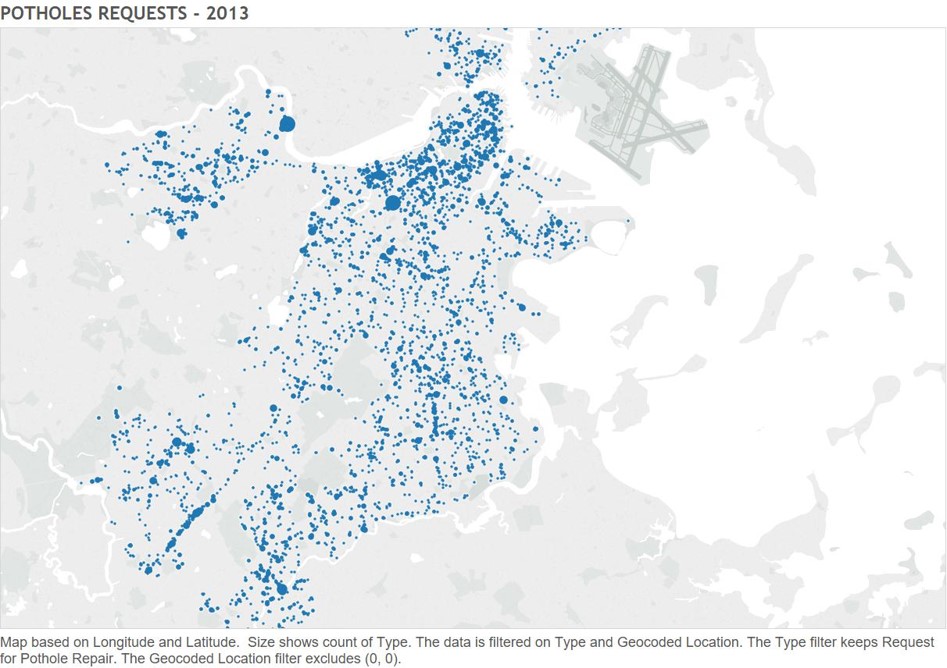 POTHOLES REQUESTS - 2013
Map based on Longitude and Latitude.  Size shows count of Type. The data is filtered on Type and Geocoded Location. The Type filter keeps Request
for Pothole Repair. The Geocoded Location filter excludes (0, 0).